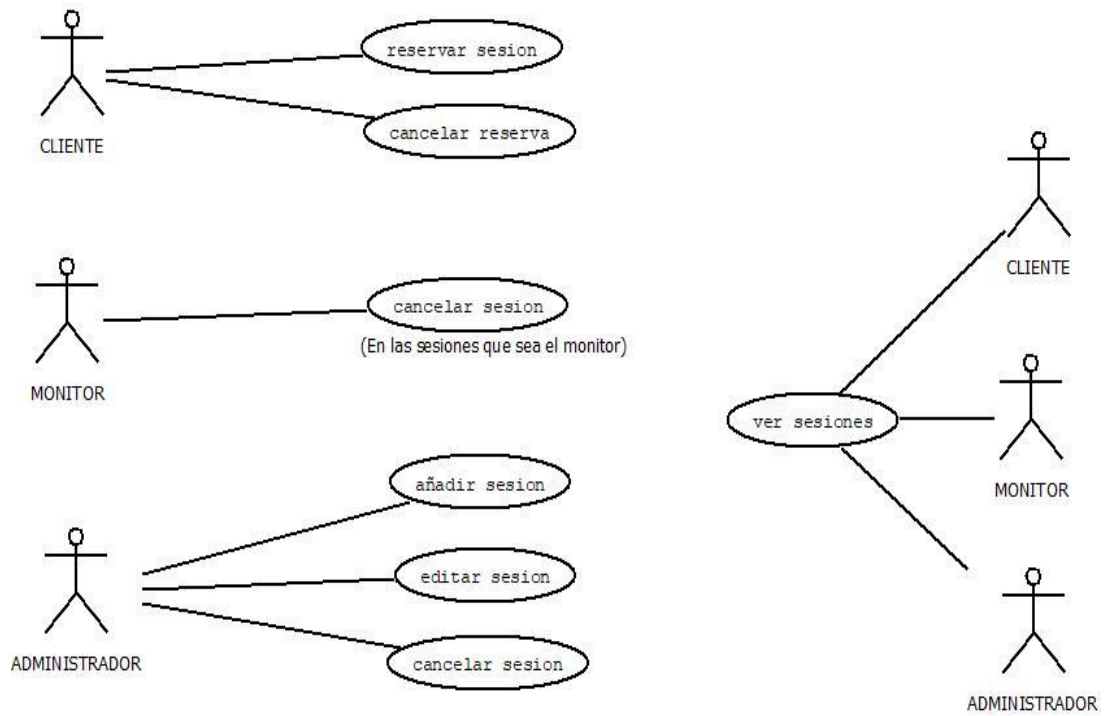 reservar sesion
cancelar reserva
CLIENTE
cancelar sesion
(En las sesiones que sea el monitor)
MONITOR
añadir sesion
editar sesion
cancelar sesion
ADMINISTRADOR
CLIENTE
ver sesiones
MONITOR
ADMINISTRADOR